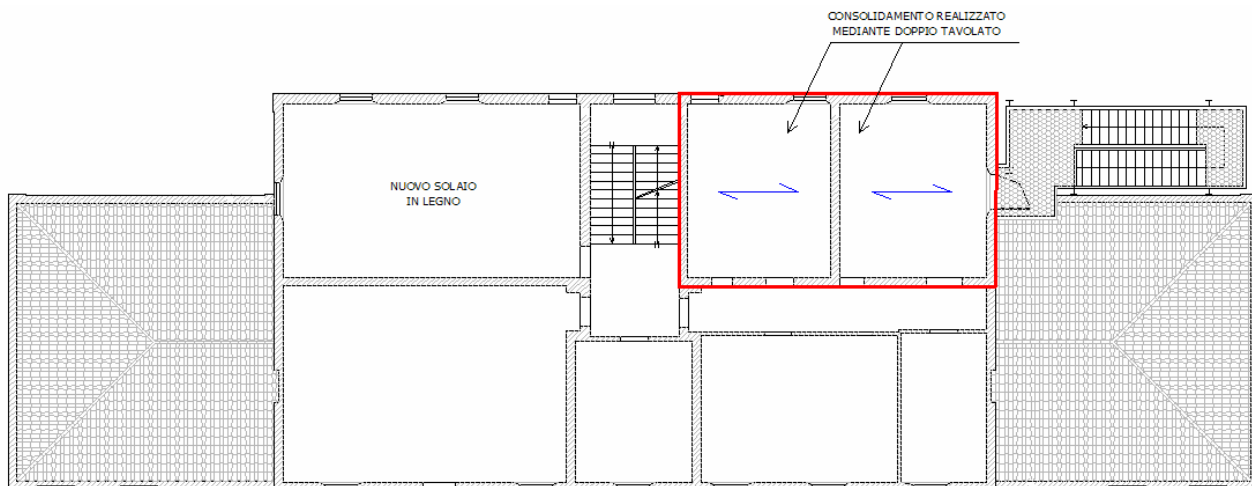 CONSOLIDAMENTO REALIZZATO
MEDIANTE DOPPIO TAVOLATO
NUOVO SOLAIO
IN LEGNO